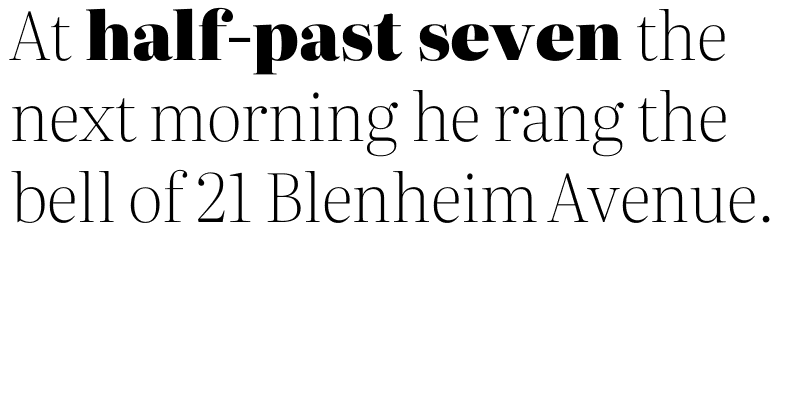 At half-past seven the
next morning he rang the
bell of 21 Blenheim Avenue.